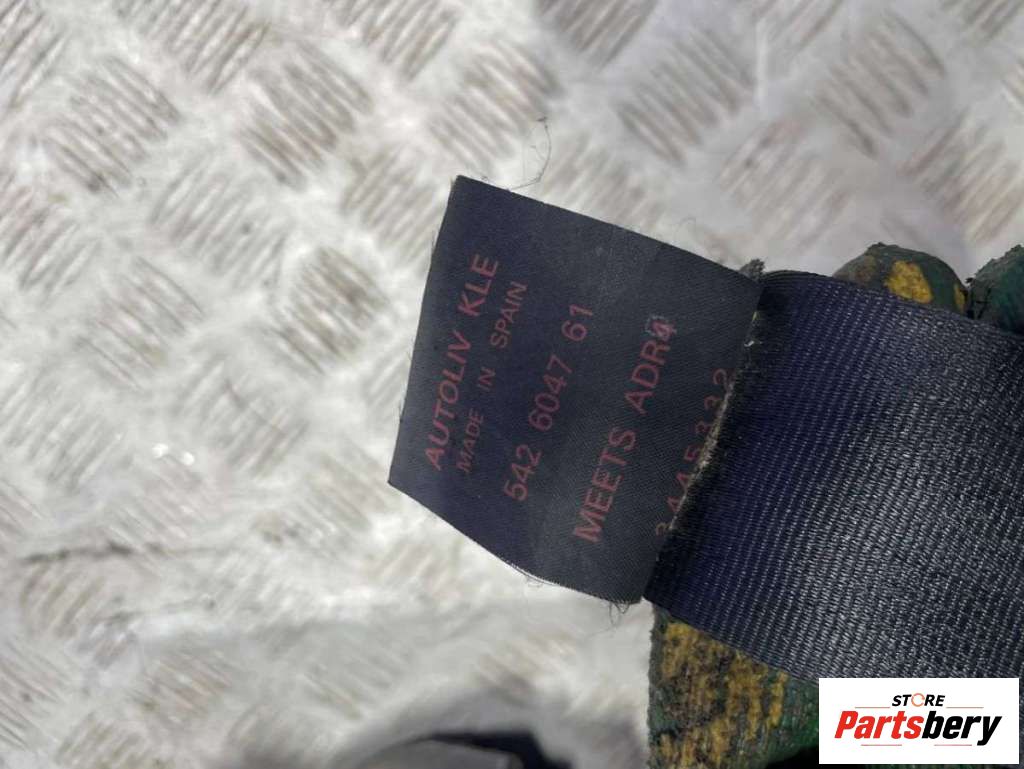 AUTOLIV KLE
MADE IN SPAIN
542 6047 61
MEETS ADR4
STORE
Partsbery